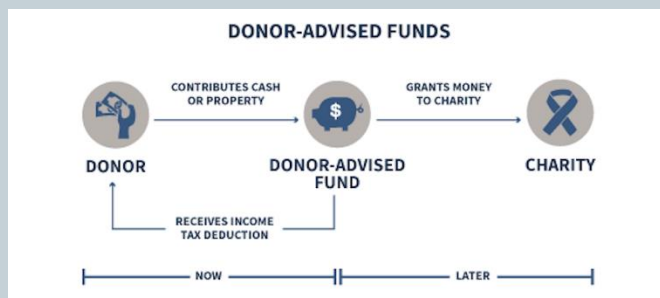 DONOR-ADVISED FUNDS
CONTRIBUTES CASH
OR PROPERTY
GRANTS MONEY
TO CHARITY
$
DONOR
DONOR-ADVISED
FUND
CHARITY
RECEIVES INCOME
TAX DEDUCTION
NOW
LATER